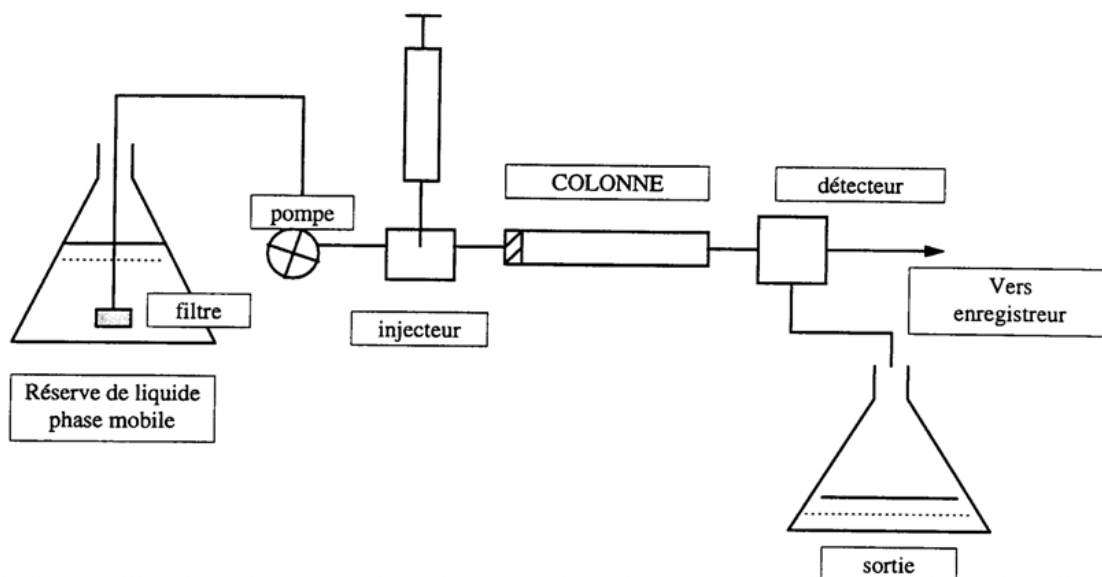 COLONNE
détecteur
pompe
filtre
injecteur
Vers
enregistreur
Réserve de liquide
phase mobile
sortie